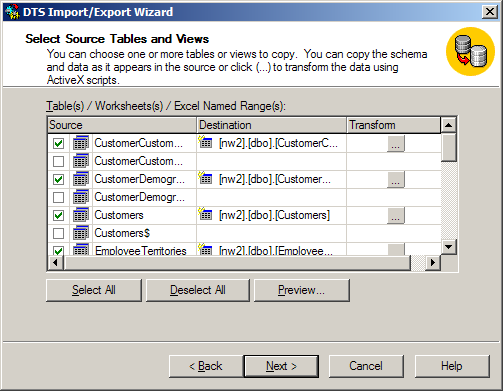 DTS Import/Export Wizard
Select Source Tables and Views
You can choose one or more tables or views to copy. You can copy the schema
and data as it appears in the source or click (...) to transform the data using
ActiveX scripts.
Table(s) / Worksheets(s) / Excel Named Range(s):
Source Destination Transform
CustomerCustom... [nw2].[dbo].[CustomerC... ...
CustomerCustom...
CustomerDemogr... [nw2].[dbo].[Customer... ...
CustomerDemogr...
Customers [nw2].[dbo].[Customers] ...
Customers$
EmployeeTerritories [nw2].[dbo].[Employee... ...
Select All Deselect All Preview...
< Back Next > Cancel Help